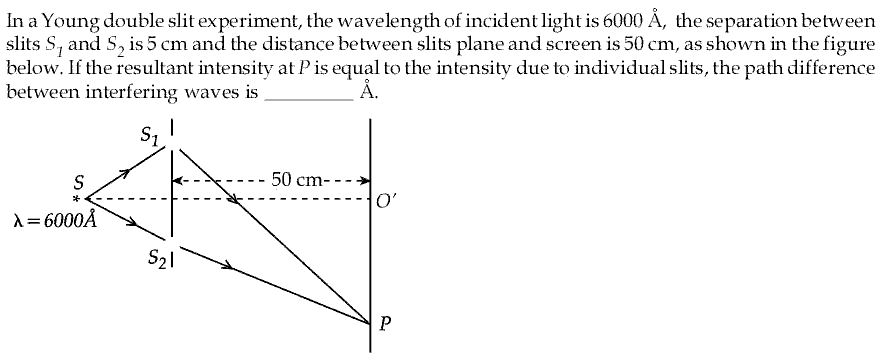 In a Young double slit experiment, the wavelength of incident light is 6000 Å, the separation between
slits S₁ and S₂ is 5 cm and the distance between slits plane and screen is 50 cm, as shown in the figure
below. If the resultant intensity at P is equal to the intensity due to individual slits, the path difference
between interfering waves is __________ Å.
S₁
S
50 cm
*
O′
λ=6000Å
S₂
P